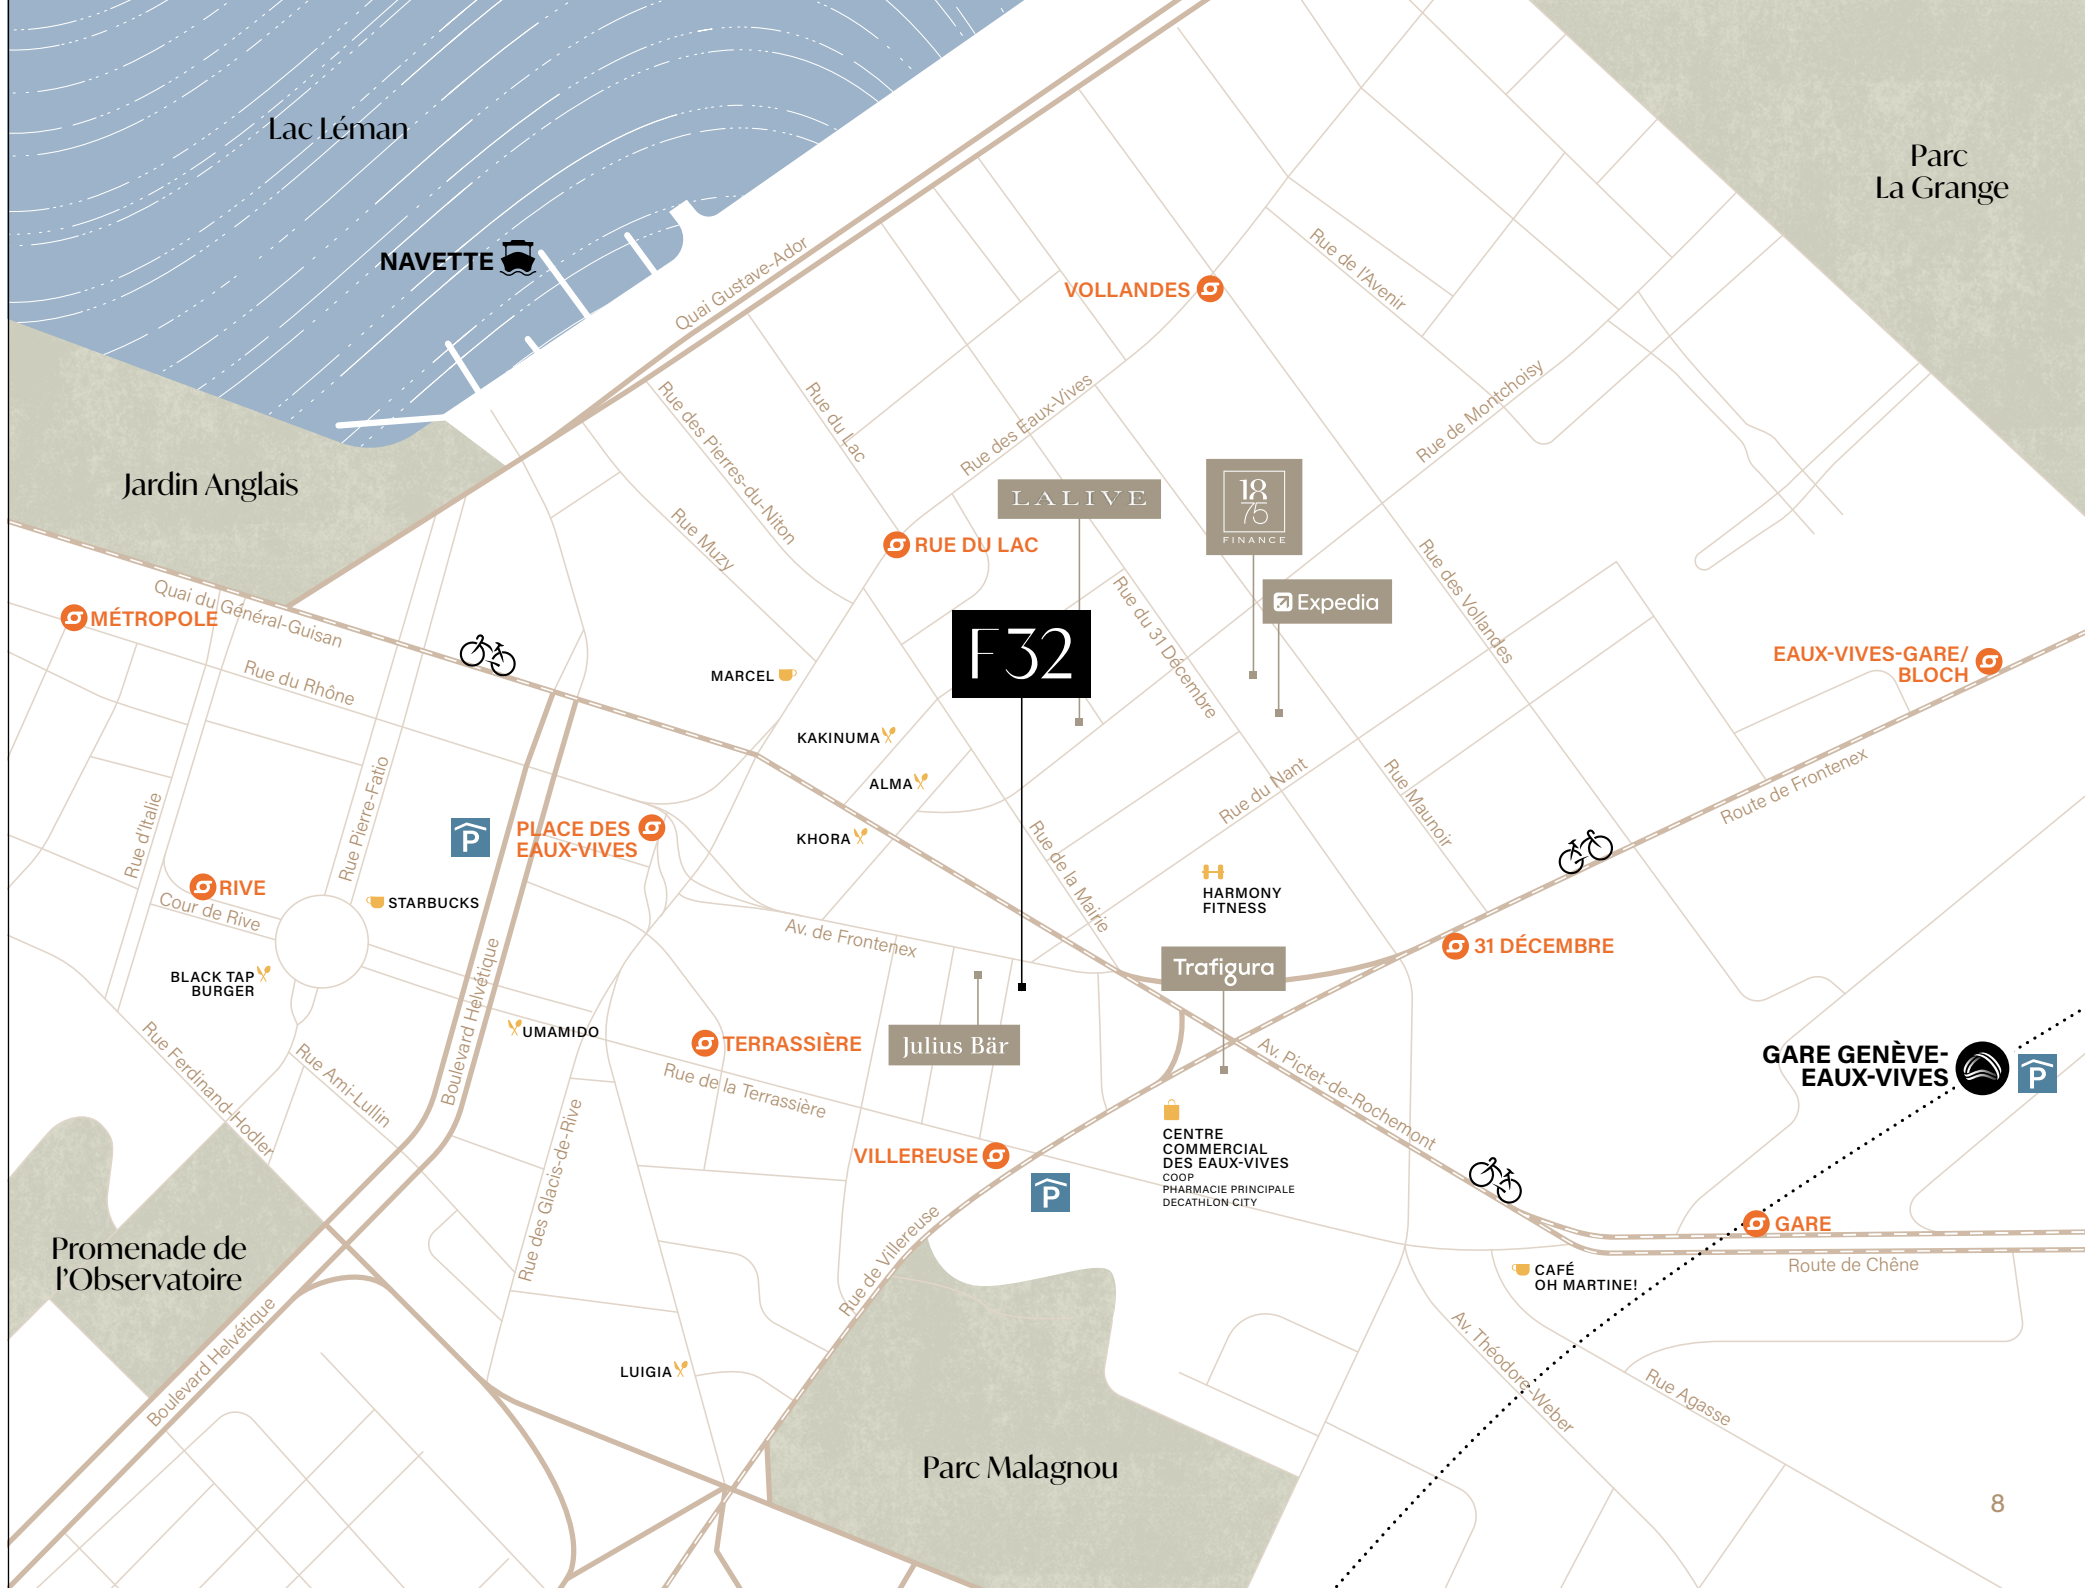 Lac Léman
Parc
La Grange
NAVETTE
Quai Gustave-Ador
Rue de l'Avenir
VOLLANDES
Jardin Anglais
Rue des Pierres-du-Niton
Rue du Lac
Rue des Eaux-Vives
Rue de Montchoisy
LALIVE
18
75
FINANCE
Rue Muzy
RUE DU LAC
Rue des Vollandes
Quai du Général-Guisan
MÉTROPOLE
Expedia
Rue du 31 Décembre
F32
EAUX-VIVES-GARE/
BLOCH
Rue du Rhône
MARCEL
KAKINUMA
ALMA
Rue du Nant
Rue Maunoir
Route de Frontenex
Rue d'Italie
Rue Pierre-Fatio
P
PLACE DES
EAUX-VIVES
KHORA
Rue de la Mairie
RIVE
Cour de Rive
STARBUCKS
HARMONY
FITNESS
Av. de Frontenex
31 DÉCEMBRE
BLACK TAP
BURGER
Boulevard Helvétique
Trafigura
UMAMIDO
TERRASSIÈRE
Julius Bär
Rue Ferdinand-Hodler
Rue Ami-Lullin
Rue de la Terrassière
Av. Pictet-de-Rochemont
GARE GENÈVE-
EAUX-VIVES
P
Rue des Glacis-de-Rive
VILLEREUSE
P
CENTRE
COMMERCIAL
DES EAUX-VIVES
COOP
PHARMACIE PRINCIPALE
DECATHLON CITY
Promenade de
l'Observatoire
Rue de Villereuse
GARE
Route de Chêne
CAFÉ
OH MARTINE!
Boulevard Helvétique
LUIGIA
Av. Théodore-Weber
Rue Agasse
Parc Malagnou
8